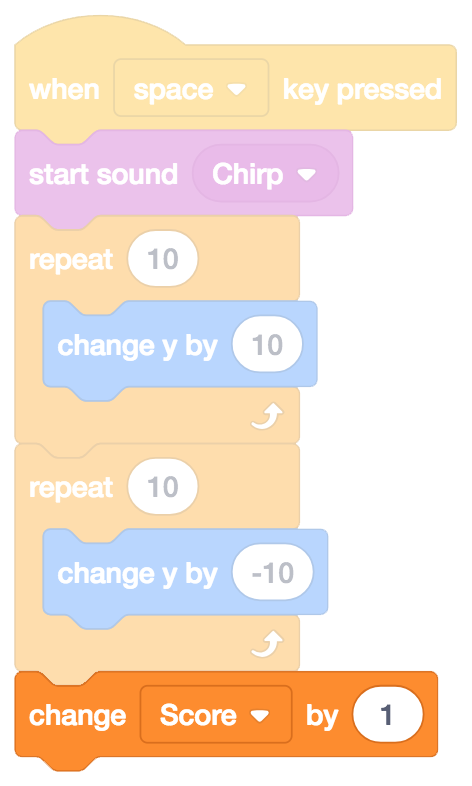 when space key pressed
start sound Chirp
repeat 10
change y by 10
repeat 10
change y by -10
change Score by 1